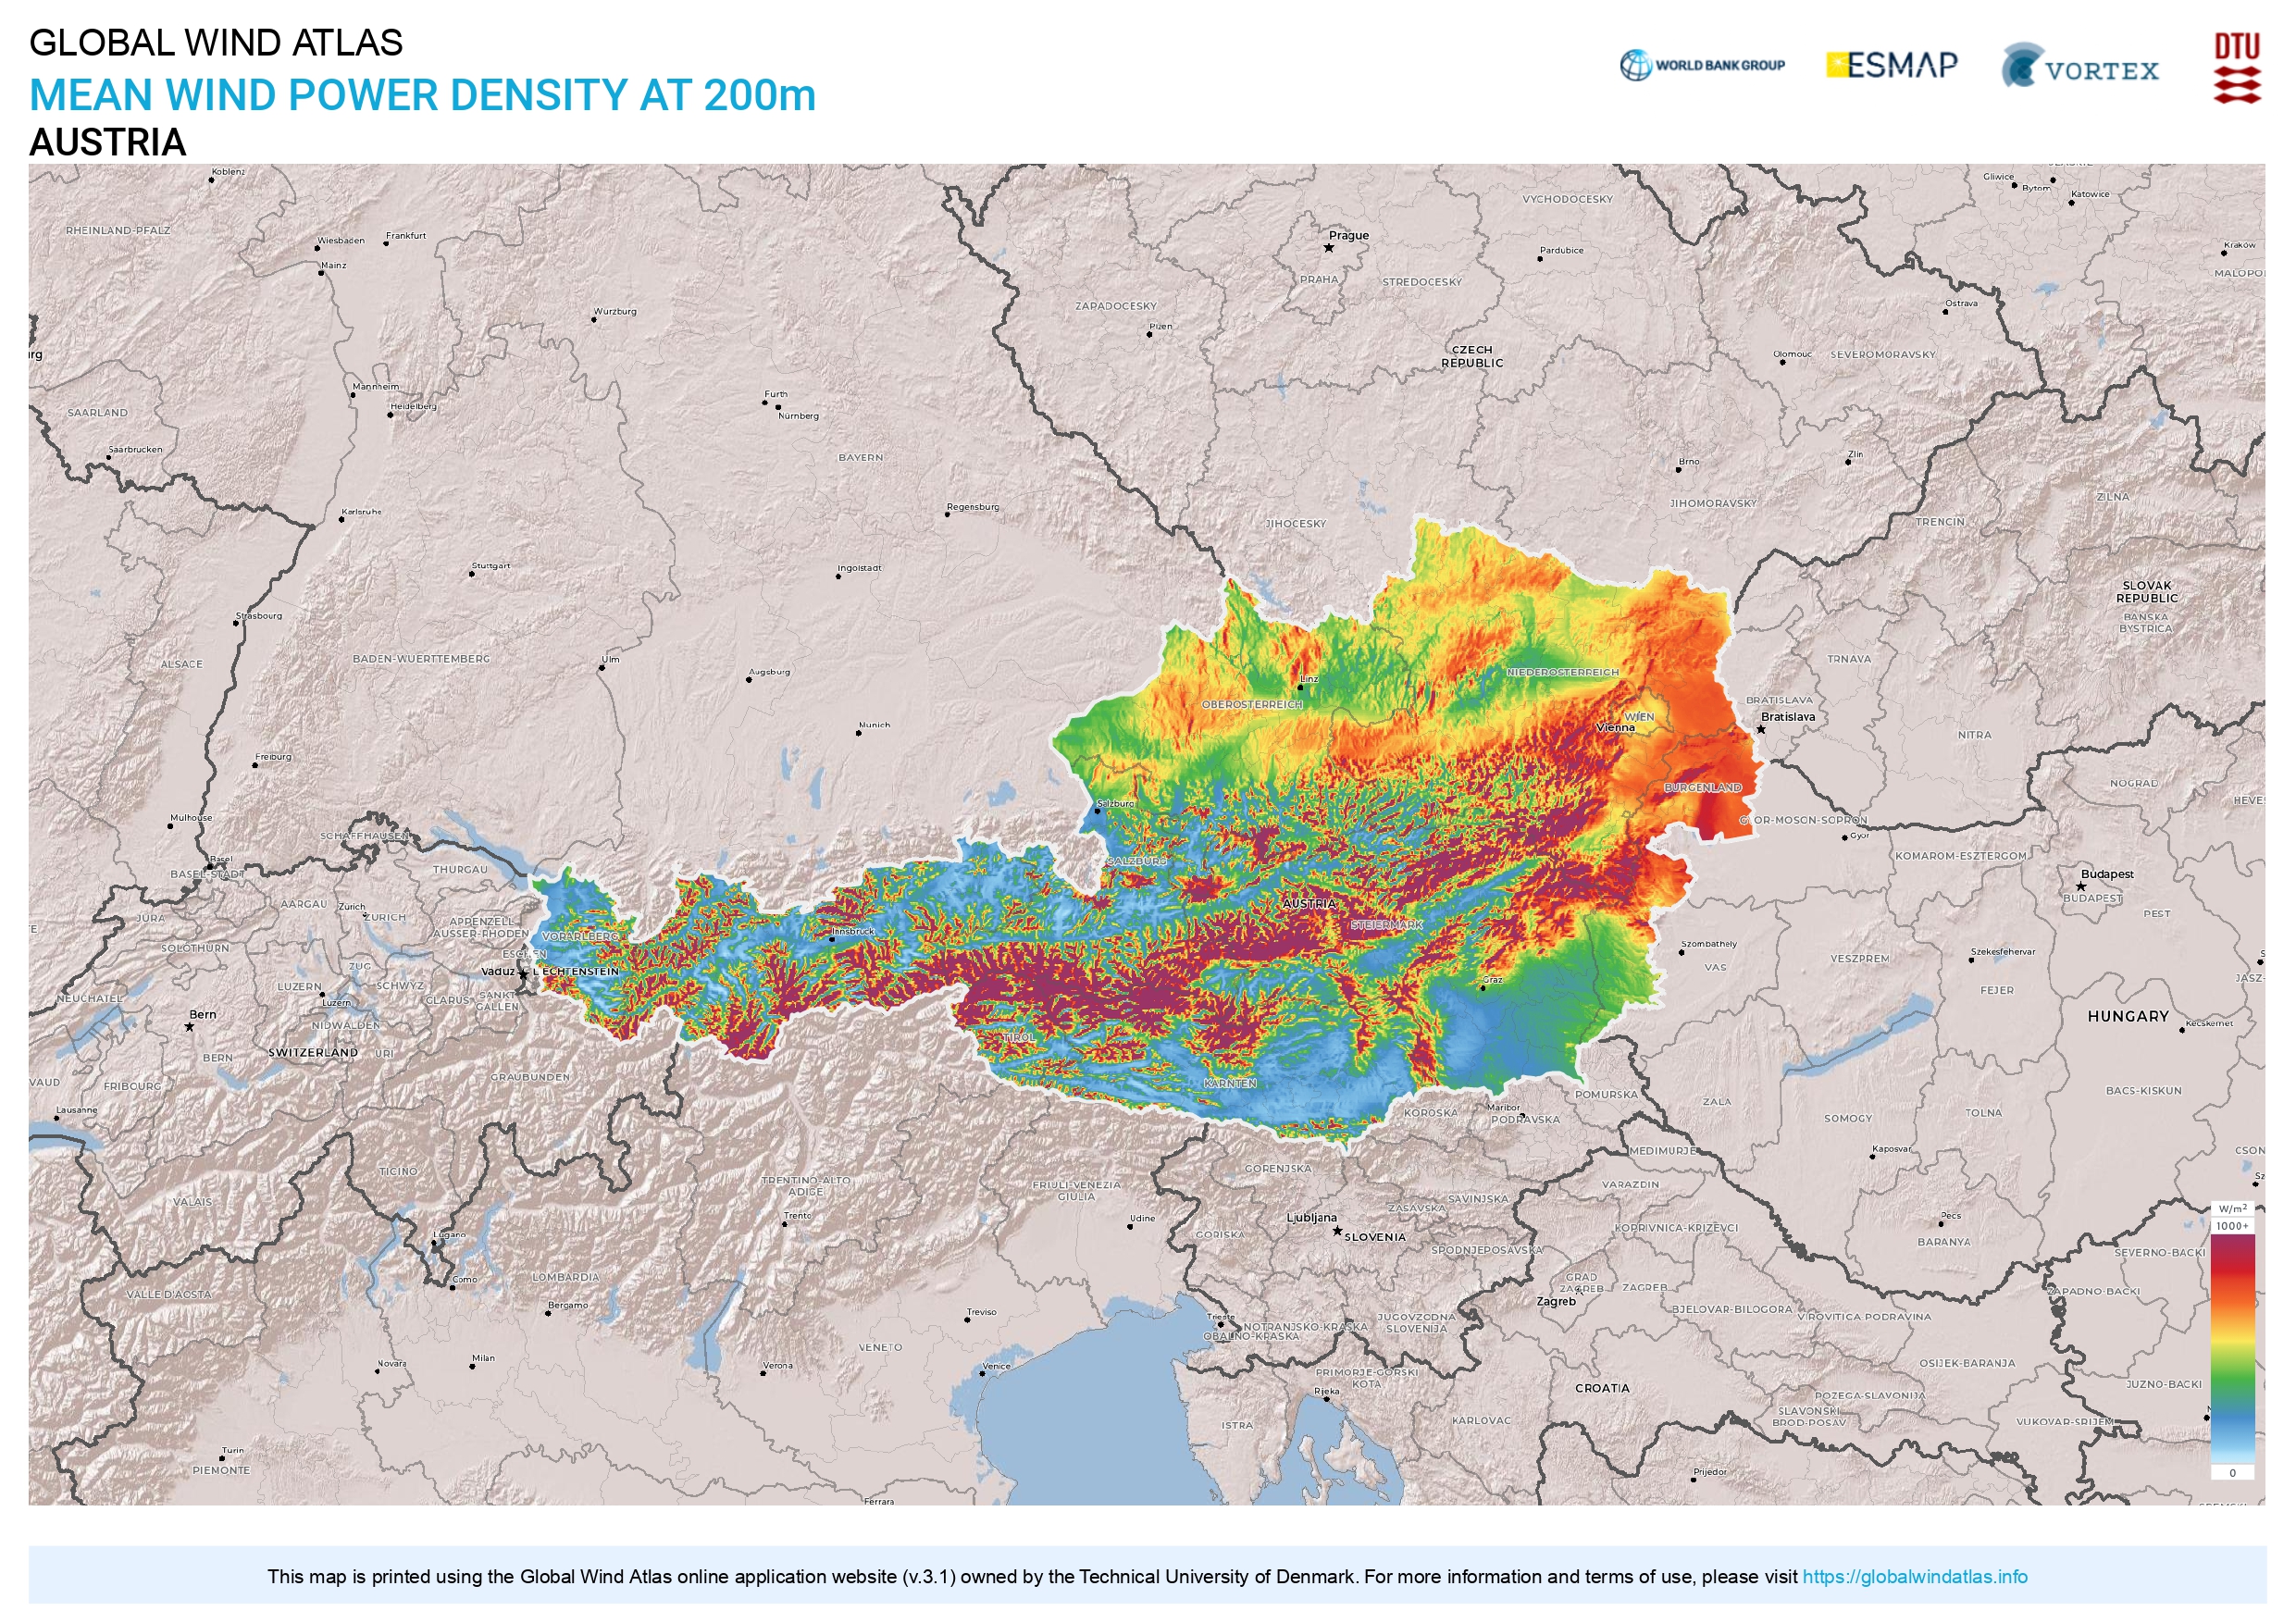 GLOBAL WIND ATLAS
MEAN WIND POWER DENSITY AT 200m
AUSTRIA
WORLD BANK GROUP
ESMAP
VORTEX
DTU
Koblenz
Gliwice
Bytom
Katowice
VYCHODOCESKY
RHEINLAND-PFALZ
Wiesbaden
Frankfurt
Mainz
Prague
Pardubice
Kraków
PRAHA
STREDOCESKY
MALOPO
ZAPADOCESKY
Ostrava
Wurzburg
Plzen
rg
CZECH
REPUBLIC
Olomouc
SEVEROMORAVSKY
Mannheim
Heidelberg
Furth
Nürnberg
SAARLAND
Saarbrucken
BAYERN
Brno
Zlin
ZILNA
Karlsruhe
Regensburg
JIHOCESKY
JIHOMORAVSKY
TRENCIN
Stuttgart
Ingolstadt
SLOVAK
REPUBLIC
Strasbourg
BANSKA
BYSTRICA
ALSACE
BADEN-WUERTTEMBERG
Ulm
Augsburg
Linz
NIEDEROSTERREICH
TRNAVA
OBEROSTERREICH
BRATISLAVA
Munich
WIEN
Vienna
Bratislava
NITRA
Freiburg
NOGRAD
BURGENLAND
HEVES
Mulhouse
SCHAFFHAUSEN
Salzburg
GYOR-MOSON-SOPRON
Gyor
Basel
BASEL-STADT
THURGAU
SALZBURG
KOMAROM-ESZTERGOM
Budapest
AARGAU
Zurich
ZURICH
JURA
APPENZELL
AUSSER-RHODEN
AUSTRIA
STEIERMARK
BUDAPEST
PEST
SOLOTHURN
VORARLBERG
Innsbruck
ESCHEN
Szombathely
VAS
VESZPREM
Szekesfehervar
Vaduz
LIECHTENSTEIN
ZUG
LUZERN
SCHWYZ
Luzern
GLARUS
SANKT
GALLEN
NEUCHATEL
Graz
FEJER
JASZ-
Bern
NIDWALDEN
HUNGARY
Kecskemet
BERN
SWITZERLAND
URI
TIROL
VAUD
FRIBOURG
GRAUBUNDEN
KARNTEN
BACS-KISKUN
Lausanne
KOROSKA
Maribor
PODRAVSKA
POMURSKA
ZALA
SOMOGY
TOLNA
MEDIMURJE
Kaposvar
CSON
TICINO
GORENJSKA
VALAIS
TRENTINO-ALTO
ADIGE
FRIULI-VENEZIA
GIULIA
SAVINJSKA
VARAZDIN
Sz
Trento
Udine
Ljubljana
ZASAVSKA
SLOVENIA
Pecs
W/m²
1000+
Lugano
GORISKA
SPODNJEPOSAVSKA
KOPRIVNICA-KRIZEVCI
BARANYA
SEVERNO-BACKI
Como
LOMBARDIA
GRAD
ZAGREB
ZAGREB
VALLE D'AOSTA
Bergamo
Zagreb
ZAPADNO-BACKI
Treviso
Trieste
NOTRANJSKO-KRASKA
OBALNO-KRASKA
JUGOVZODNA
SLOVENIJA
BJELOVAR-BILOGORA
VIROVITICA PODRAVINA
VENETO
Novara
Milan
Verona
Venice
PRIMORJE-GORSKI
KOTA
OSIJEK-BARANJA
Rijeka
CROATIA
POZEGA-SLAVONIJA
JUZNO-BACKI
ISTRA
KARLOVAC
SLAVONSKI
BROD-POSAV
VUKOVAR-SRIJEM
Turin
PIEMONTE
Prijedor
0
Ferrara
This map is printed using the Global Wind Atlas online application website (v.3.1) owned by the Technical University of Denmark. For more information and terms of use, please visit https://globalwindatlas.info